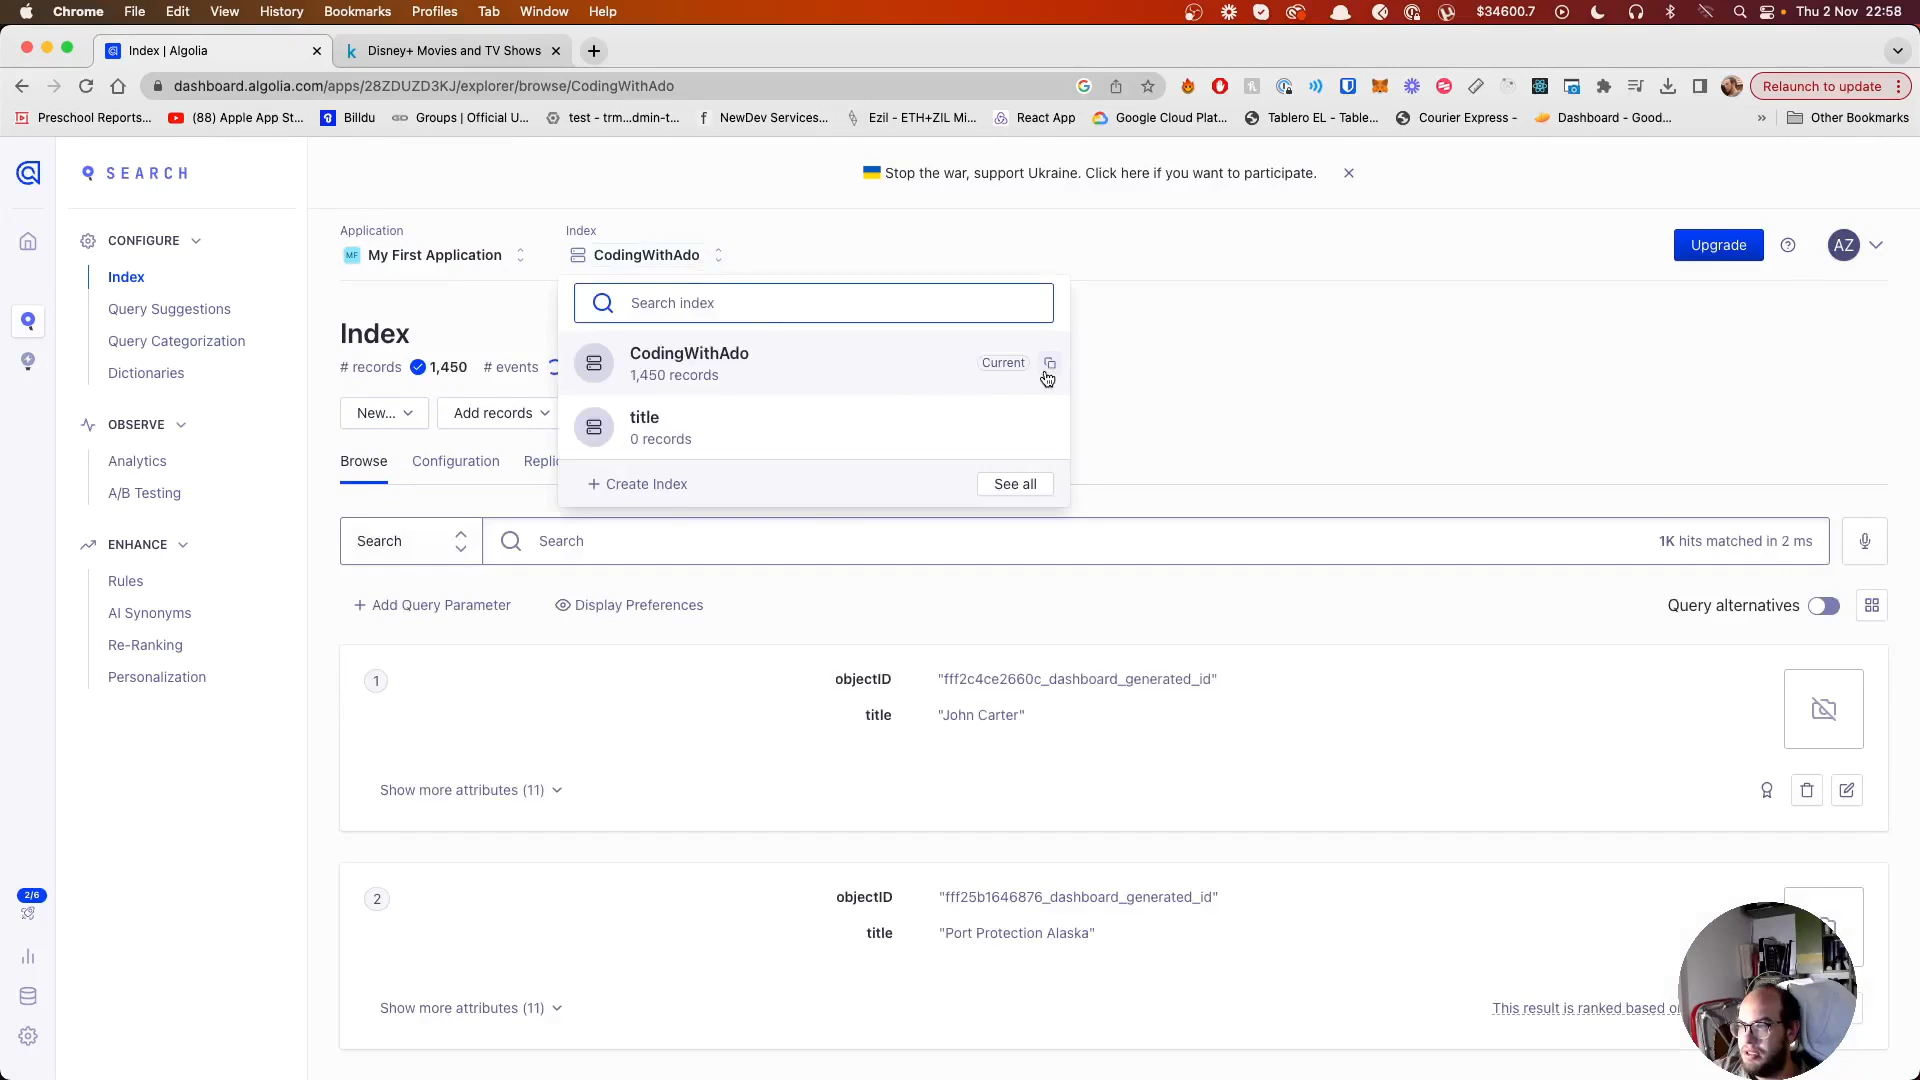 Chrome File Edit View History Bookmarks Profiles Tab Window Help $34600.7 Thu 2 Nov 22:58
Index | Algolia
Disney+ Movies and TV Shows
dashboard.algolia.com/apps/28ZDUZD3KJ/explorer/browse/CodingWithAdo
Relaunch to update
Preschool Reports... (88) Apple App St... Billdu Groups | Official U... test - trm...dmin-t... NewDev Services... Ezil - ETH+ZIL Mi... React App Google Cloud Plat... Tablero EL - Table... Courier Express - Dashboard - Good... » Other Bookmarks
SEARCH
Stop the war, support Ukraine. Click here if you want to participate.
CONFIGURE
Index
Query Suggestions
Query Categorization
Dictionaries
OBSERVE
Analytics
A/B Testing
ENHANCE
Rules
AI Synonyms
Re-Ranking
Personalization
2/6
Application
MF My First Application
Index
CodingWithAdo
Upgrade
AZ
Search index
CodingWithAdo
1,450 records
Current
title
0 records
+ Create Index
See all
Index
# records 1,450 # events
New... Add records
Browse Configuration
Search
Search
1K hits matched in 2 ms
+ Add Query Parameter
Display Preferences
Query alternatives
1
objectID "fff2c4ce2660c_dashboard_generated_id"
title "John Carter"
Show more attributes (11)
2
objectID "fff25b1646876_dashboard_generated_id"
title "Port Protection Alaska"
Show more attributes (11)
This result is ranked based